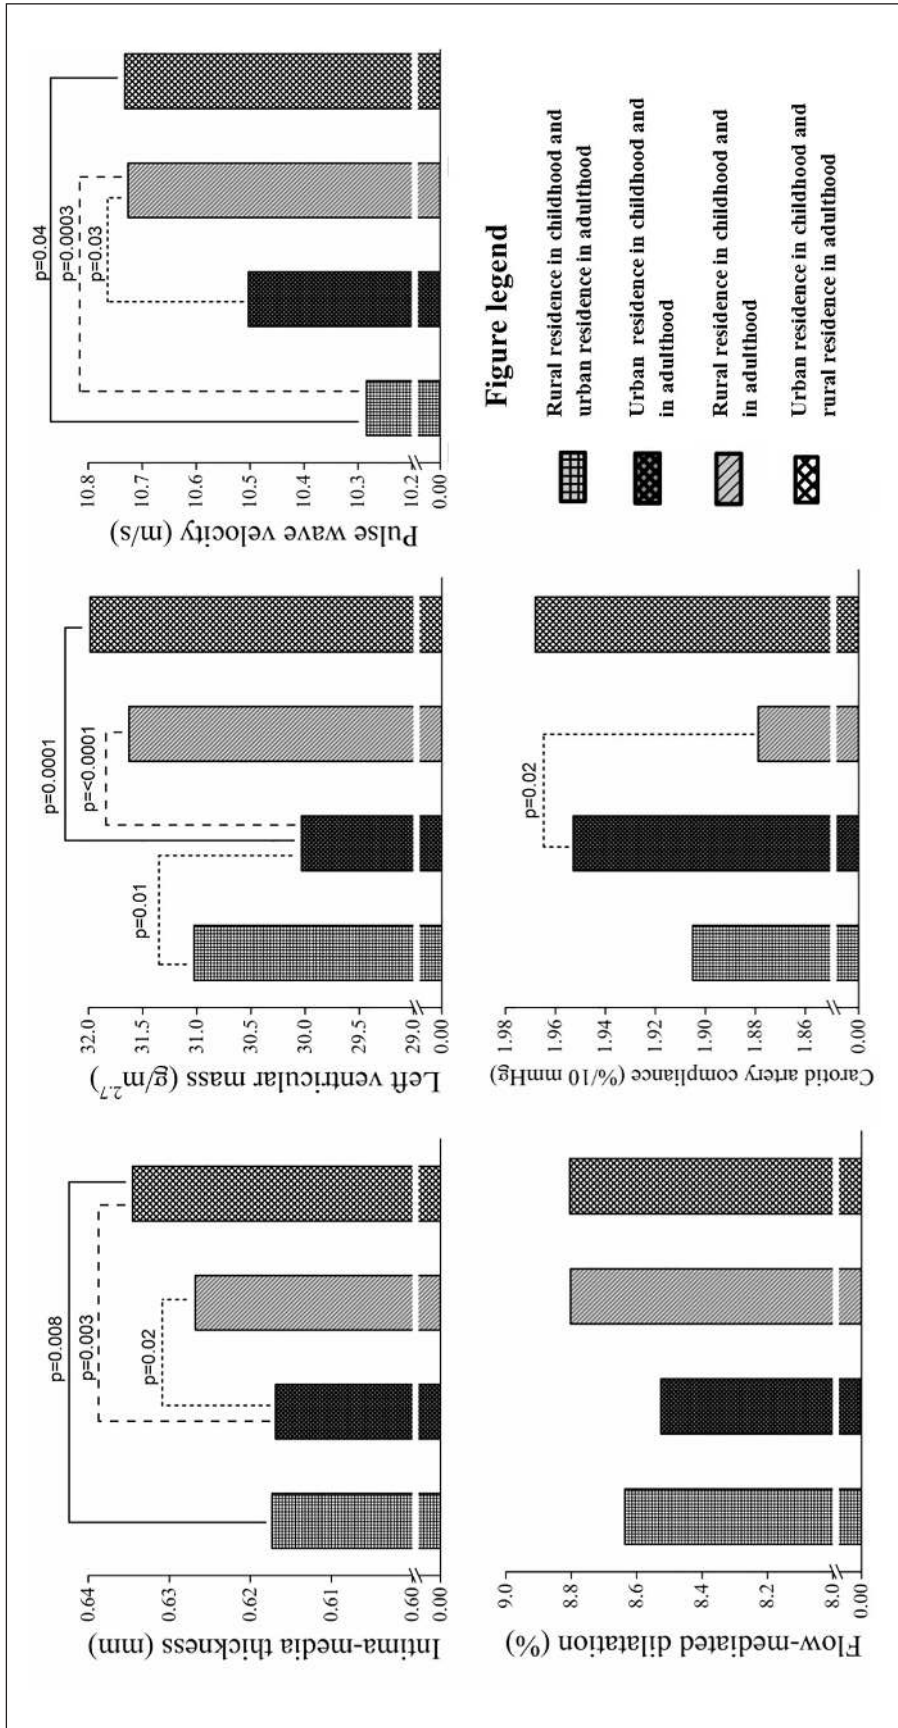 Intima-media thickness (mm)
0.64
0.63
0.62
0.61
0.60
0.00
p=0.008
p=0.003
p=0.02
Left ventricular mass (g/m2.7)
32.0
31.5
31.0
30.5
30.0
29.5
29.0
0.00
p=0.01
p=0.0001
p=<0.0001
Pulse wave velocity (m/s)
10.8
10.7
10.6
10.5
10.4
10.3
10.2
0.00
p=0.04
p=0.0003
p=0.03
Flow-mediated dilatation (%)
9.0
8.8
8.6
8.4
8.2
8.0
0.00
Carotid artery compliance (%/10 mmHg)
1.98
1.96
1.94
1.92
1.90
1.88
1.86
0.00
p=0.02
Figure legend
Rural residence in childhood and
urban residence in adulthood
Urban residence in childhood and
in adulthood
Rural residence in childhood and
in adulthood
Urban residence in childhood and
rural residence in adulthood